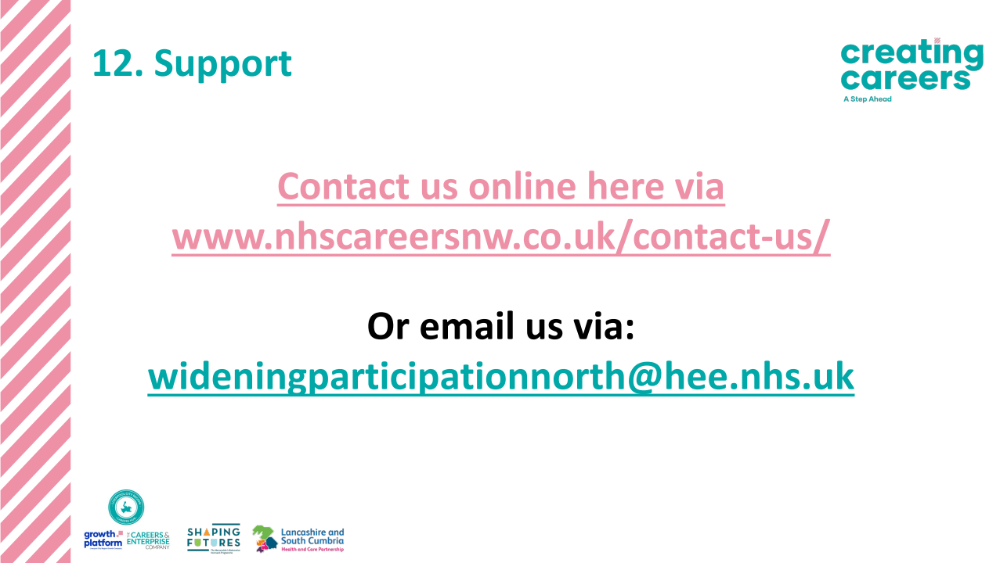 12. Support
creating
careers
A Step Ahead
Contact us online here via
www.nhscareersnw.co.uk/contact-us/
Or email us via:
wideningparticipationnorth@hee.nhs.uk
growth
platform
THE CAREERS &
ENTERPRISE
COMPANY
SHAPING
FUTURES
Lancashire and
South Cumbria
Health and Care Partnership